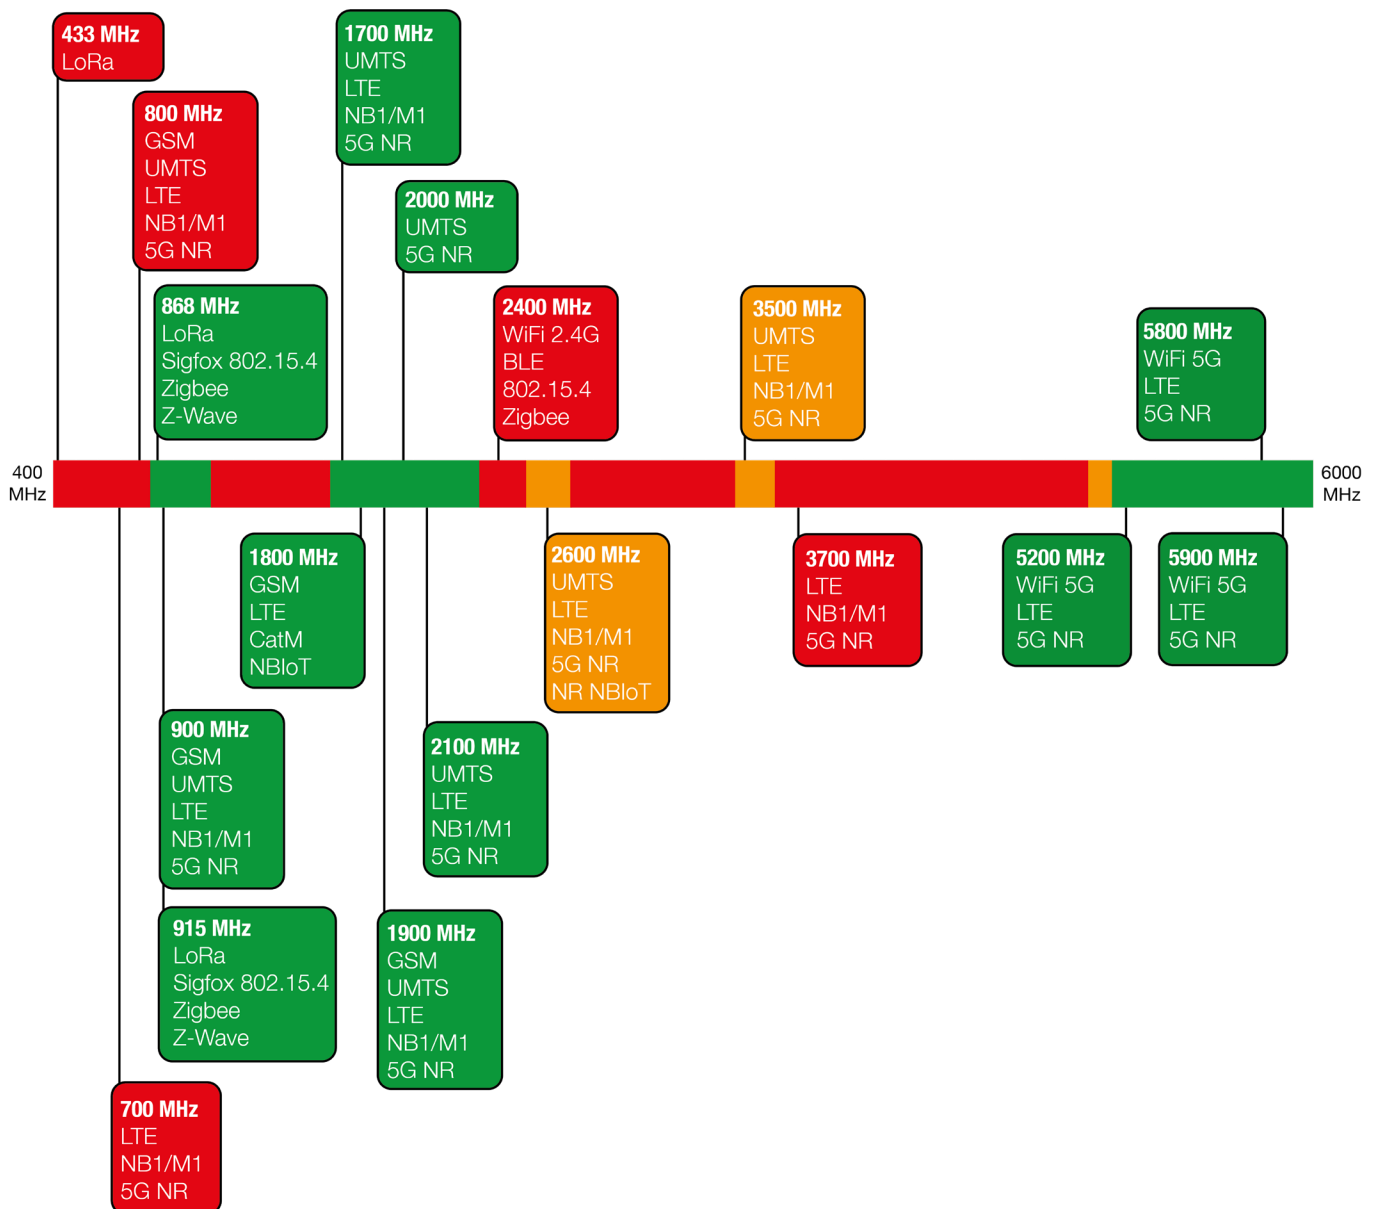 433 MHz
LoRa
800 MHz
GSM
UMTS
LTE
NB1/M1
5G NR
868 MHz
LoRa
Sigfox 802.15.4
Zigbee
Z-Wave
1700 MHz
UMTS
LTE
NB1/M1
5G NR
2000 MHz
UMTS
5G NR
2400 MHz
WiFi 2.4G
BLE
802.15.4
Zigbee
3500 MHz
UMTS
LTE
NB1/M1
5G NR
5800 MHz
WiFi 5G
LTE
5G NR
400
MHz
6000
MHz
1800 MHz
GSM
LTE
CatM
NBIoT
2600 MHz
UMTS
LTE
NB1/M1
5G NR
NR NBIoT
3700 MHz
LTE
NB1/M1
5G NR
5200 MHz
WiFi 5G
LTE
5G NR
5900 MHz
WiFi 5G
LTE
5G NR
900 MHz
GSM
UMTS
LTE
NB1/M1
5G NR
2100 MHz
UMTS
LTE
NB1/M1
5G NR
915 MHz
LoRa
Sigfox 802.15.4
Zigbee
Z-Wave
1900 MHz
GSM
UMTS
LTE
NB1/M1
5G NR
700 MHz
LTE
NB1/M1
5G NR